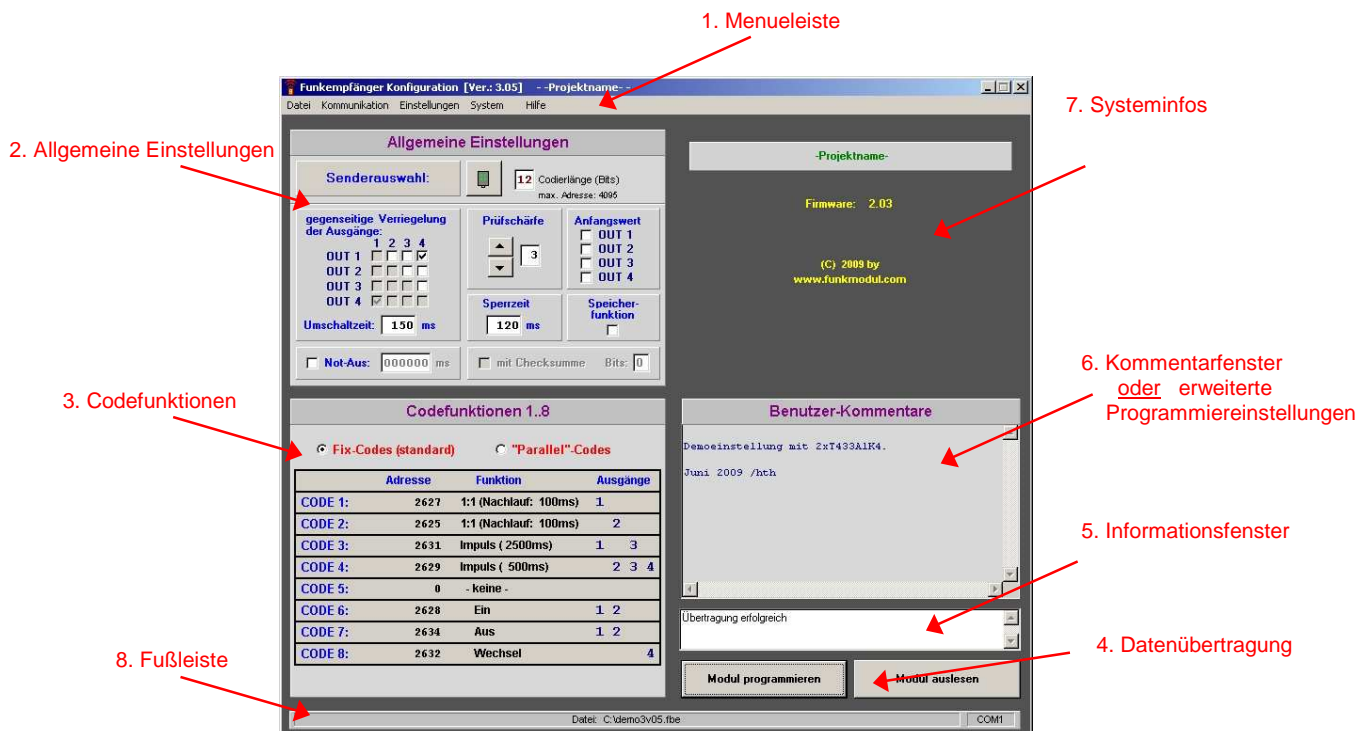 1. Menueleiste
Funkempfänger Konfiguration [Ver.: 3.05] - -Projektname- -
Datei Kommunikation Einstellungen System Hilfe
7. Systeminfos
2. Allgemeine Einstellungen
Allgemeine Einstellungen
-Projektname-
Senderauswahl:
12 Codierlänge (Bits)
max. Adresse: 4095
Firmware: 2.03
gegenseitige Verriegelung
der Ausgänge:
1 2 3 4
OUT 1
OUT 2
OUT 3
OUT 4
Umschaltzeit: 150 ms
Prüfschärfe
3
Anfangswert
OUT 1
OUT 2
OUT 3
OUT 4
(C) 2009 by
www.funkmodul.com
Sperrzeit
120 ms
Speicher-
funktion
Not-Aus: 000000 ms
mit Checksumme Bits: 0
6. Kommentarfenster
oder erweiterte
Programmiereinstellungen
3. Codefunktionen
Codefunktionen 1..8
Fix-Codes (standard) "Parallel"-Codes
Adresse Funktion Ausgänge
CODE 1: 2627 1:1 (Nachlauf: 100ms) 1
CODE 2: 2625 1:1 (Nachlauf: 100ms) 2
CODE 3: 2631 Impuls ( 2500ms) 1 3
CODE 4: 2629 Impuls ( 500ms) 2 3 4
CODE 5: 0 - keine -
CODE 6: 2628 Ein 1 2
CODE 7: 2634 Aus 1 2
CODE 8: 2632 Wechsel 4
Benutzer-Kommentare
Demoeinstellung mit 2xT433A1K4.
Juni 2009 /hth
5. Informationsfenster
Übertragung erfolgreich
4. Datenübertragung
Modul programmieren
Modul auslesen
8. Fußleiste
Datei: C:\demo3v05.fbe
COM1